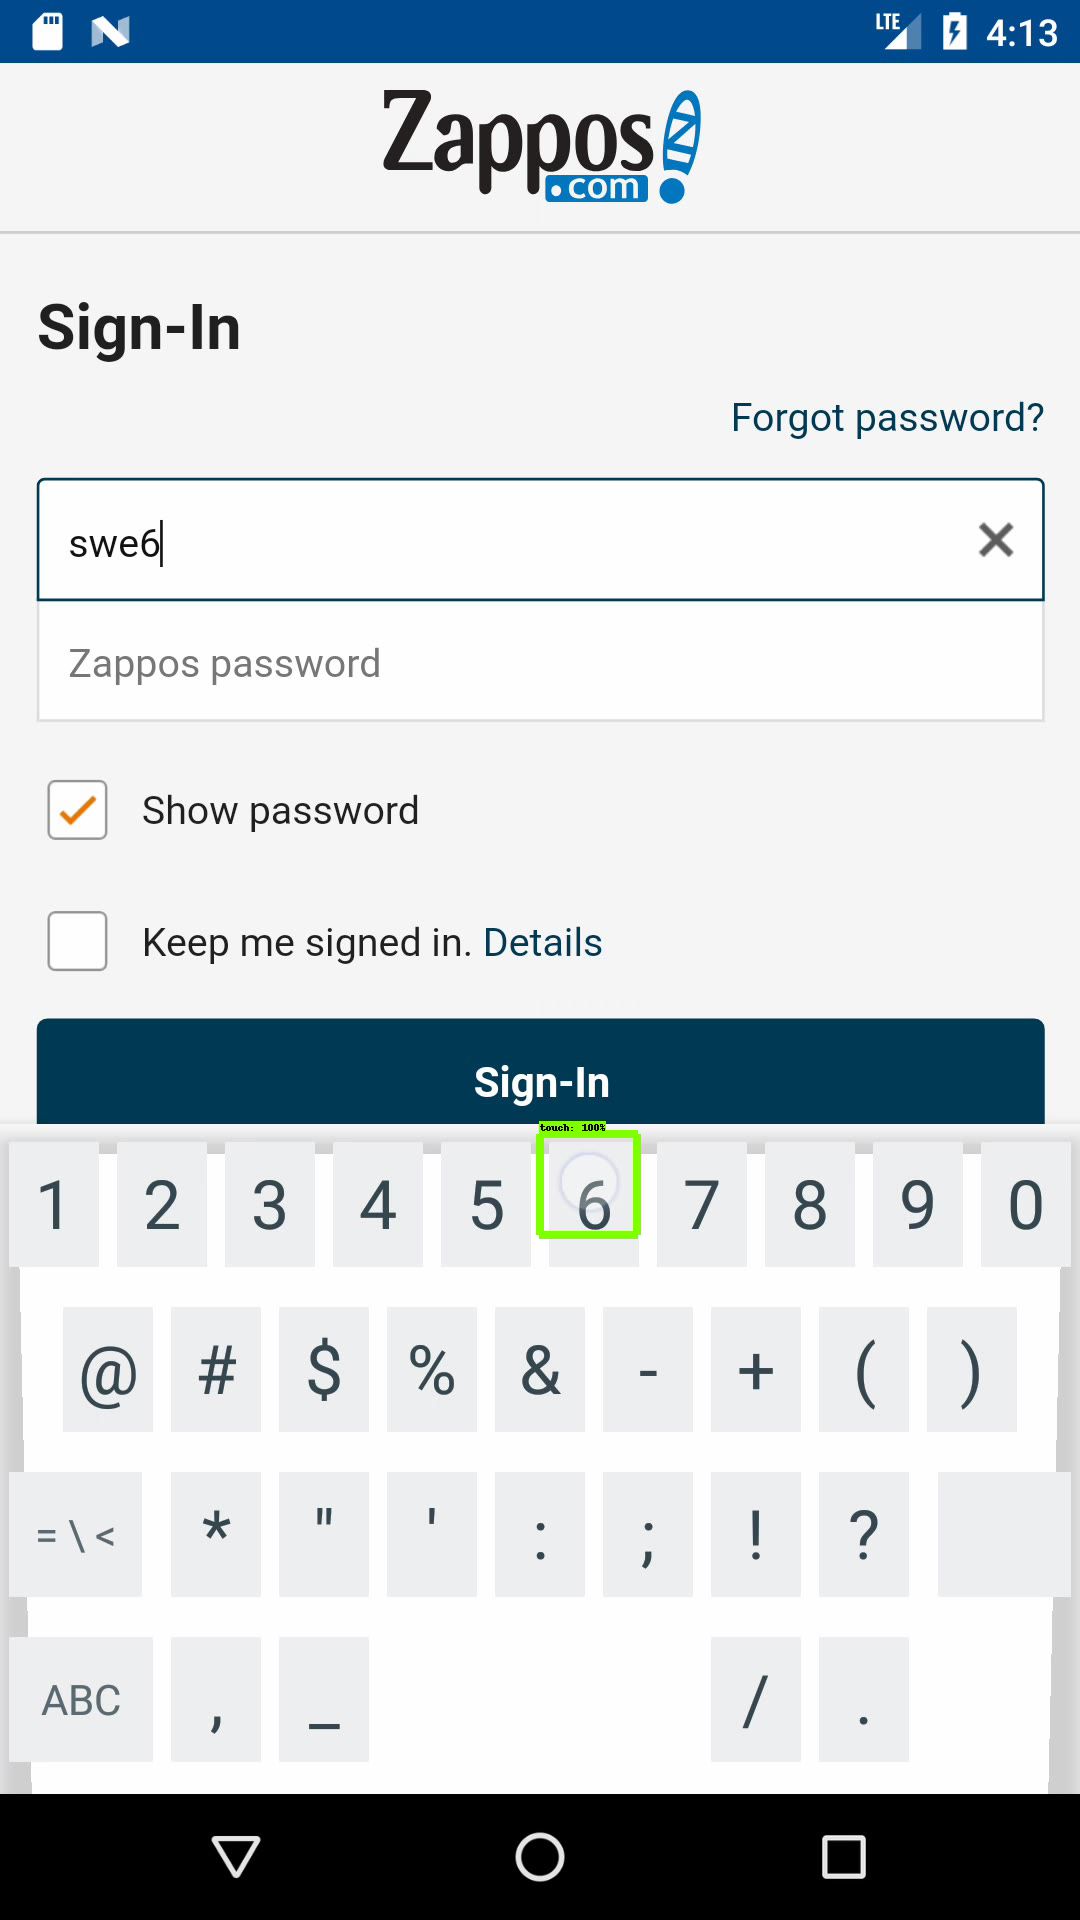 LTE 4:13
Zappos
.com
Sign-In
Forgot password?
swe6
Zappos password
Show password
Keep me signed in. Details
Sign-In
touch: 100%
1 2 3 4 5 6 7 8 9 0
@ # $ % & - + ( )
= \ < * " ' : ; ! ?
ABC , _ / .